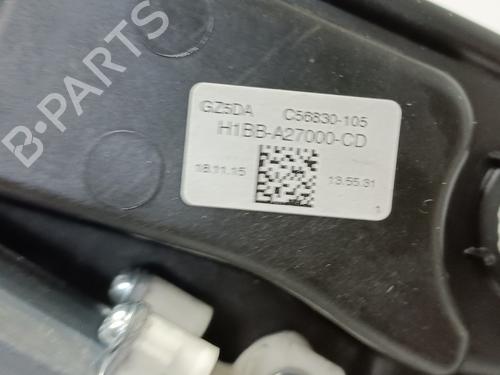 B-PARTS
GZ5DA C56830-105
H1BB-A27000-CD
18.11.15 13:55:31
1